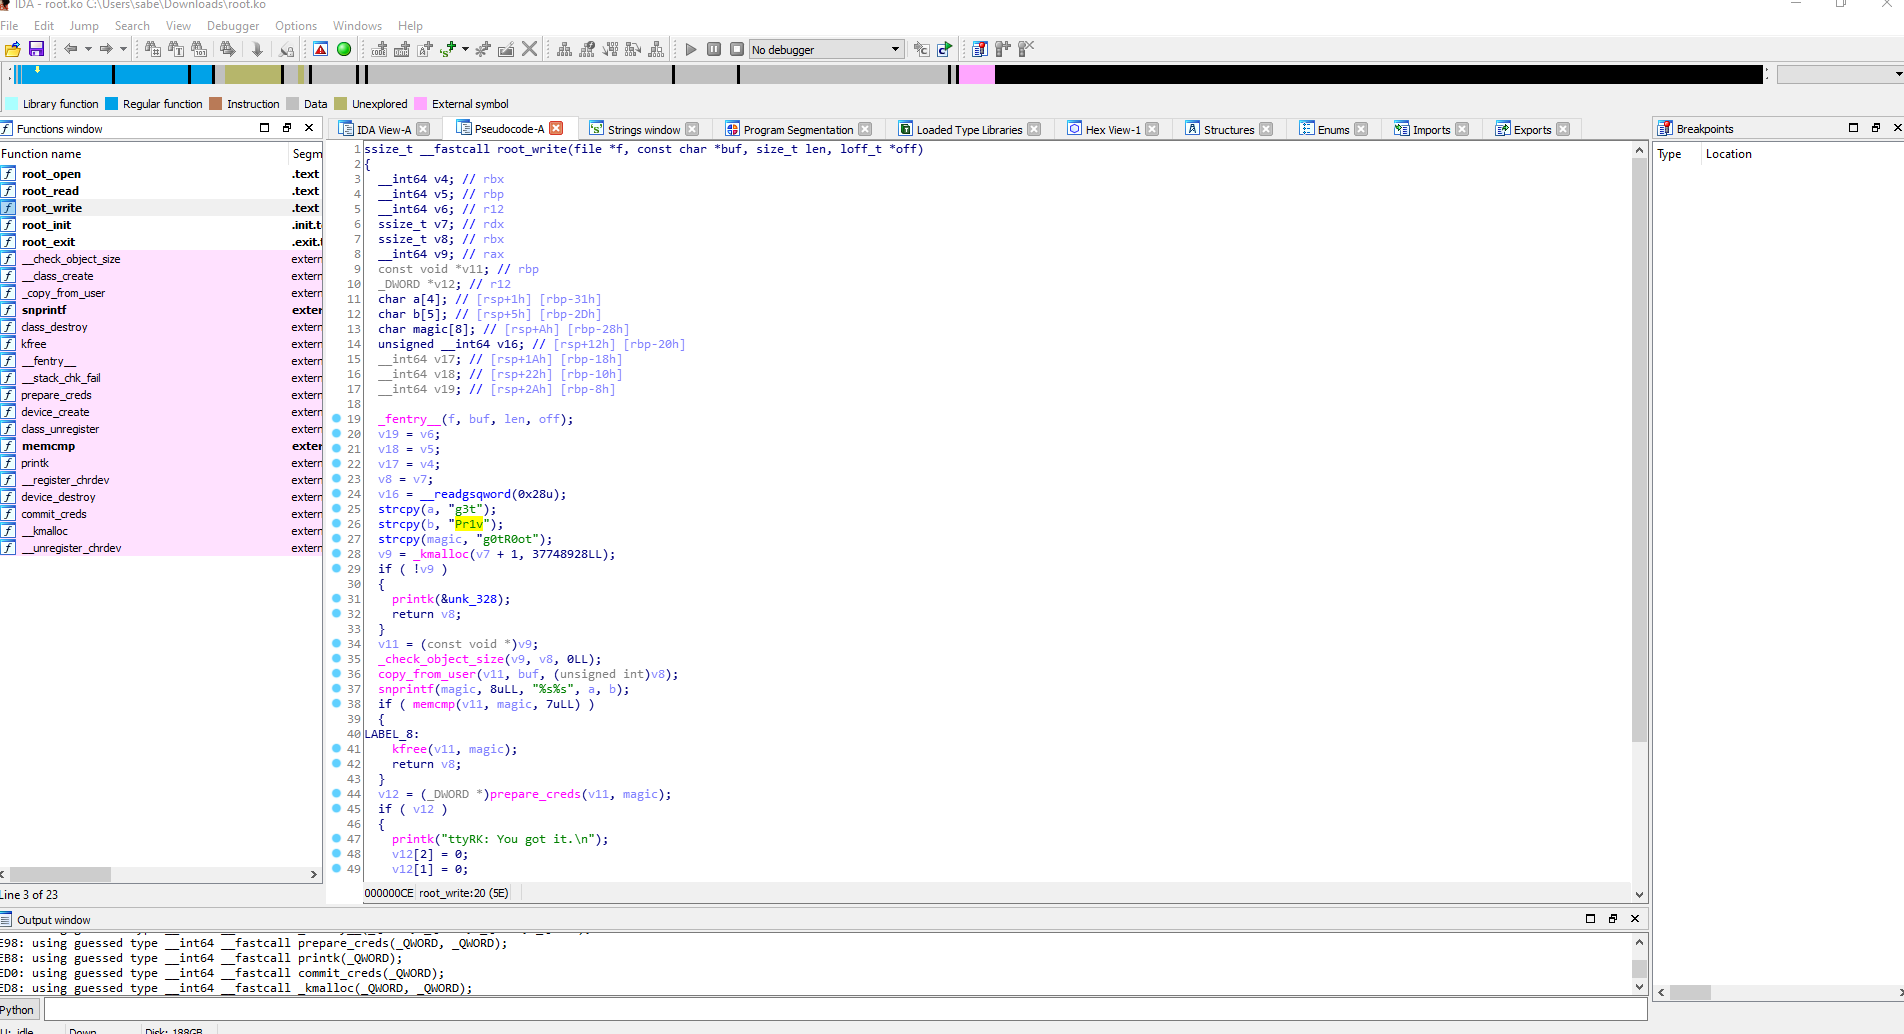 IDA - root.ko C:\Users\sabe\Downloads\root.ko
File Edit Jump Search View Debugger Options Windows Help
No debugger
Library function Regular function Instruction Data Unexplored External symbol
Functions window
Function name Segm
root_open .text
root_read .text
root_write .text
root_init .init.t
root_exit .exit.
__check_object_size extern
__class_create extern
_copy_from_user extern
snprintf exter
class_destroy extern
kfree extern
__fentry__ extern
__stack_chk_fail extern
prepare_creds extern
device_create extern
class_unregister extern
memcmp exter
printk extern
__register_chrdev extern
device_destroy extern
commit_creds extern
__kmalloc extern
__unregister_chrdev extern
Line 3 of 23
IDA View-A Pseudocode-A Strings window Program Segmentation Loaded Type Libraries Hex View-1 Structures Enums Imports Exports
1 ssize_t __fastcall root_write(file *f, const char *buf, size_t len, loff_t *off)
2 {
3 __int64 v4; // rbx
4 __int64 v5; // rbp
5 __int64 v6; // r12
6 ssize_t v7; // rdx
7 ssize_t v8; // rbx
8 __int64 v9; // rax
9 const void *v11; // rbp
10 _DWORD *v12; // r12
11 char a[4]; // [rsp+1h] [rbp-31h]
12 char b[5]; // [rsp+5h] [rbp-2Dh]
13 char magic[8]; // [rsp+Ah] [rbp-28h]
14 unsigned __int64 v16; // [rsp+12h] [rbp-20h]
15 __int64 v17; // [rsp+1Ah] [rbp-18h]
16 __int64 v18; // [rsp+22h] [rbp-10h]
17 __int64 v19; // [rsp+2Ah] [rbp-8h]
18
19 _fentry__(f, buf, len, off);
20 v19 = v6;
21 v18 = v5;
22 v17 = v4;
23 v8 = v7;
24 v16 = __readgsqword(0x28u);
25 strcpy(a, "g3t");
26 strcpy(b, "Pr1v");
27 strcpy(magic, "g0tR0ot");
28 v9 = _kmalloc(v7 + 1, 37748928LL);
29 if ( !v9 )
30 {
31 printk(&unk_328);
32 return v8;
33 }
34 v11 = (const void *)v9;
35 _check_object_size(v9, v8, 0LL);
36 copy_from_user(v11, buf, (unsigned int)v8);
37 snprintf(magic, 8uLL, "%s%s", a, b);
38 if ( memcmp(v11, magic, 7uLL) )
39 {
40 LABEL_8:
41 kfree(v11, magic);
42 return v8;
43 }
44 v12 = (_DWORD *)prepare_creds(v11, magic);
45 if ( v12 )
46 {
47 printk("ttyRK: You got it.\n");
48 v12[2] = 0;
49 v12[1] = 0;
000000CE root_write:20 (5E)
Breakpoints
Type Location
Output window
E98: using guessed type __int64 __fastcall prepare_creds(_QWORD, _QWORD);
EB8: using guessed type __int64 __fastcall printk(_QWORD);
ED0: using guessed type __int64 __fastcall commit_creds(_QWORD);
ED8: using guessed type __int64 __fastcall _kmalloc(_QWORD, _QWORD);
Python
idle Down Disk: 188GB